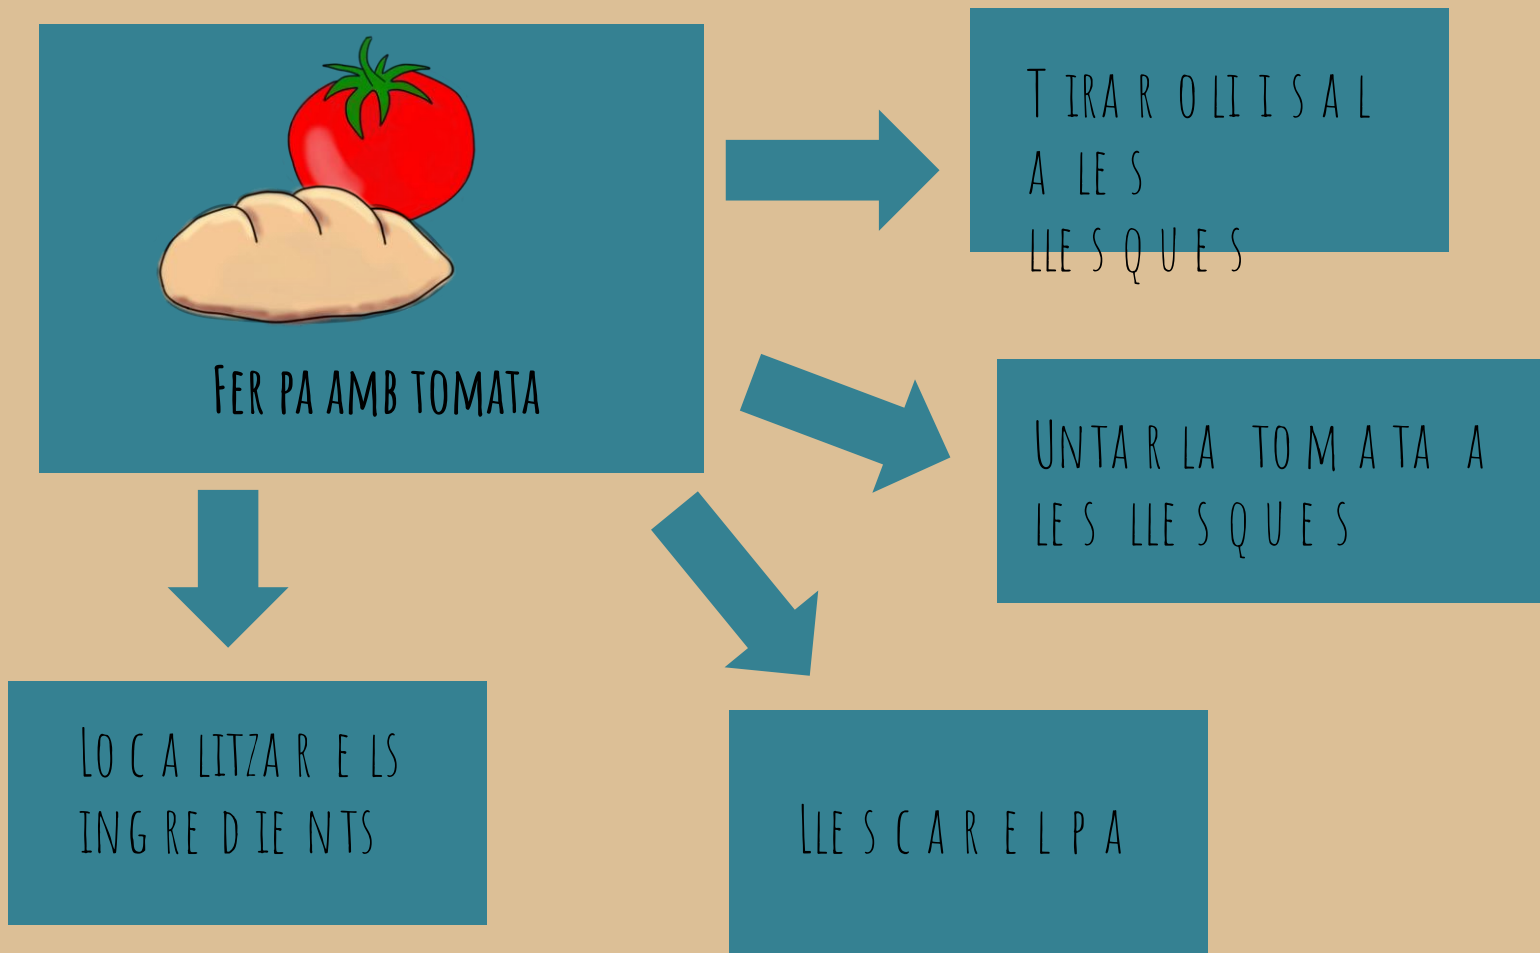 Fer pa amb tomata
Tirar oli i sal
a les
llesques
Untar la tomata a
les llesques
Localitzar els
ingredients
Llescar el pa